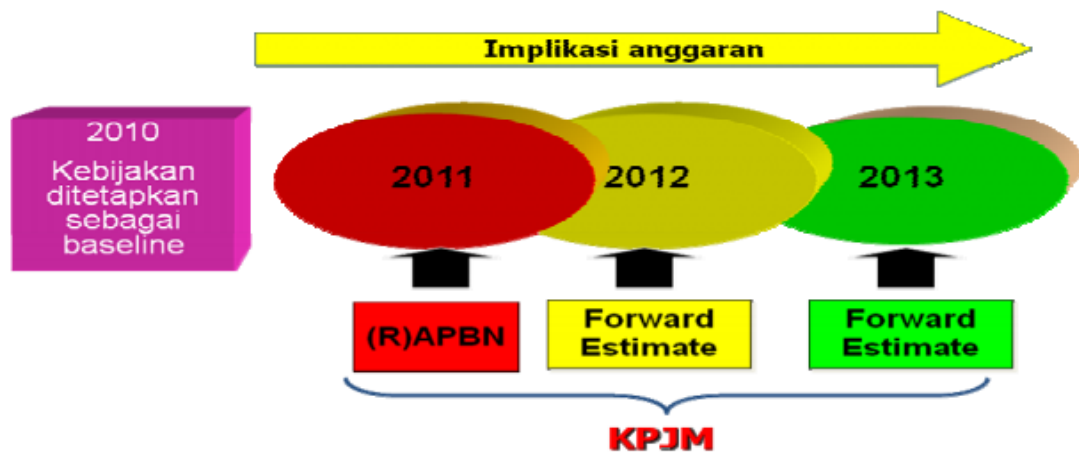 Implikasi anggaran
2010
Kebijakan
ditetapkan
sebagai
baseline
2011
2012
2013
(R)APBN
Forward
Estimate
Forward
Estimate
KPJM